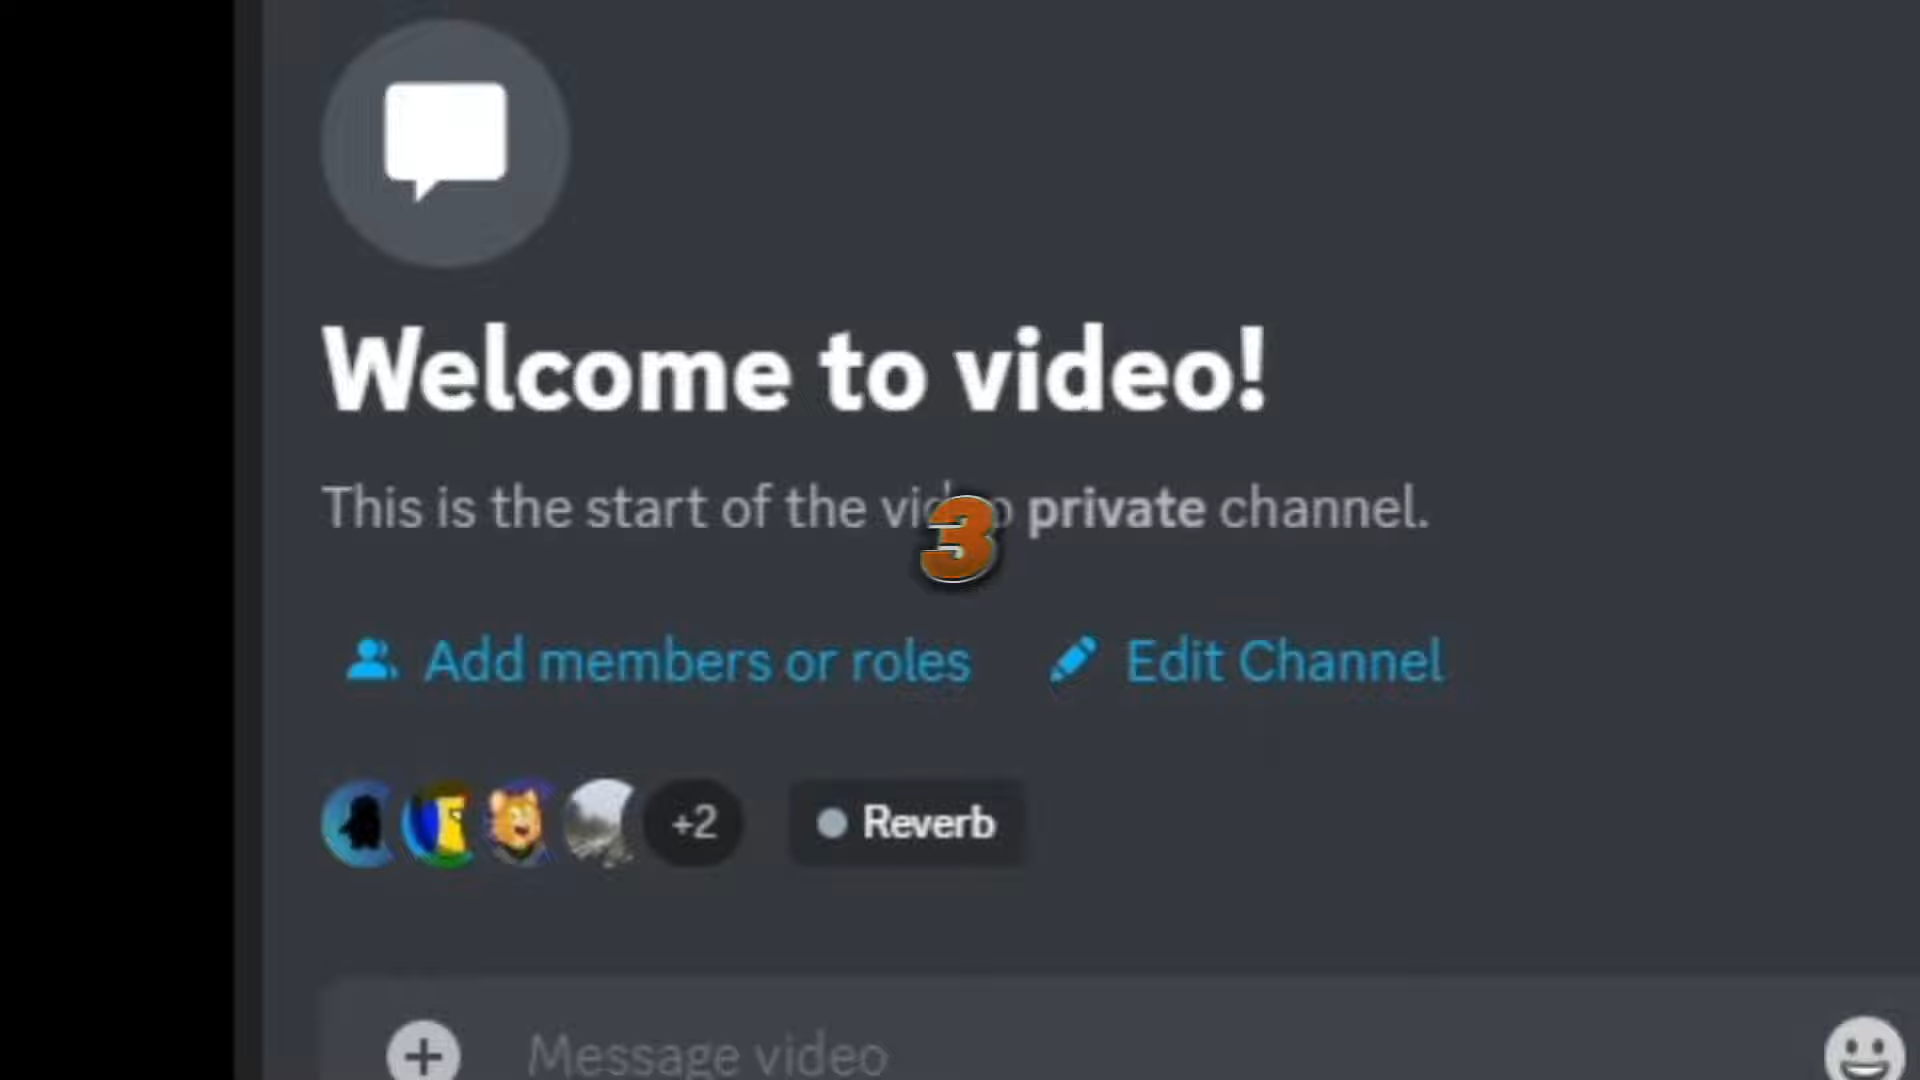 Welcome to video!
This is the start of the video private channel.
3
Add members or roles Edit Channel
+2 Reverb
Message video